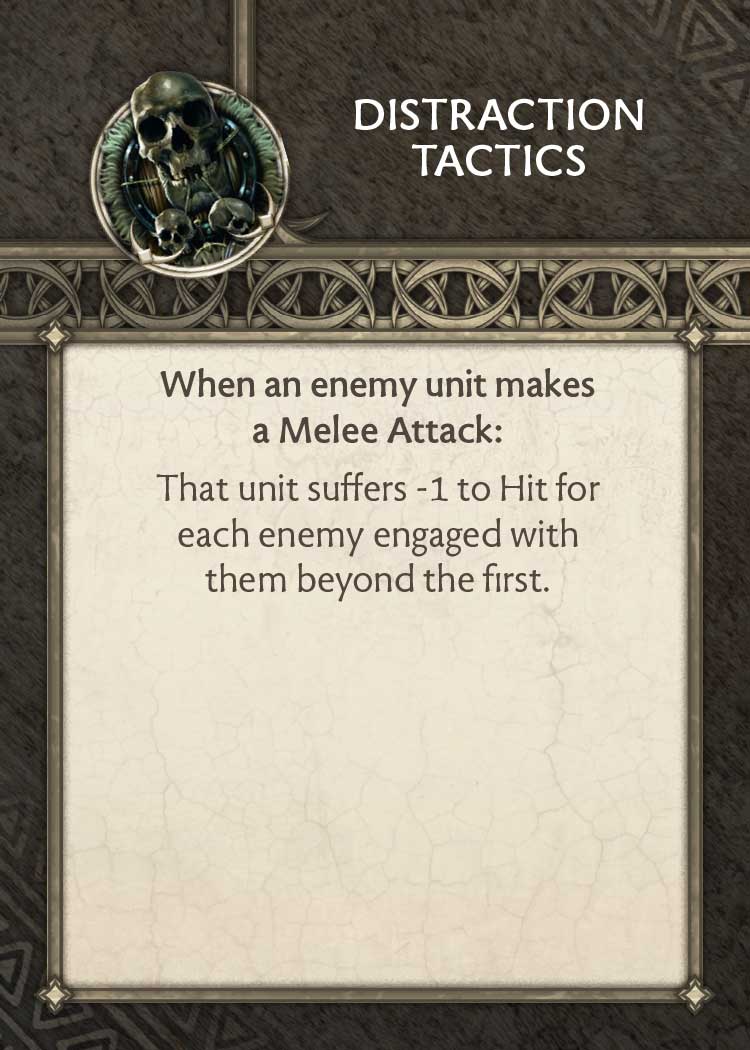 DISTRACTION
TACTICS
When an enemy unit makes
a Melee Attack:
That unit suffers -1 to Hit for
each enemy engaged with
them beyond the first.